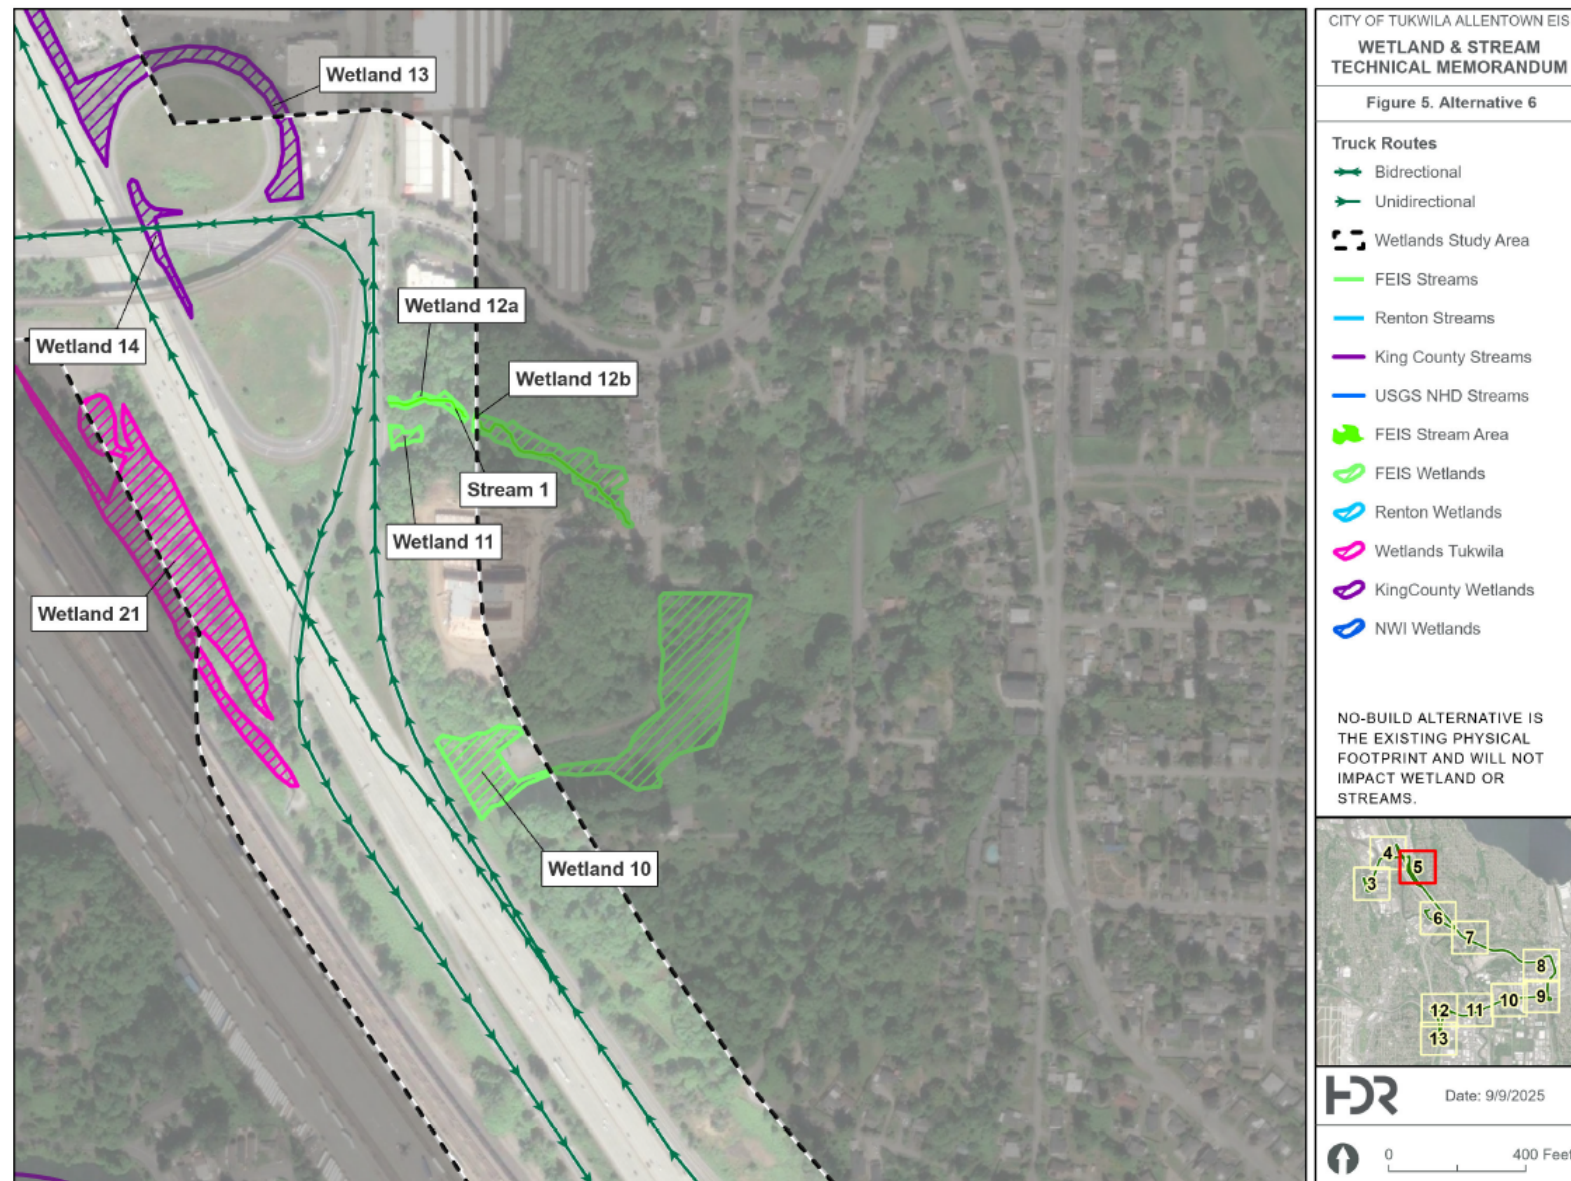 CITY OF TUKWILA ALLENTOWN EIS
WETLAND & STREAM
TECHNICAL MEMORANDUM
Figure 5. Alternative 6
Truck Routes
Bidrectional
Unidirectional
Wetlands Study Area
FEIS Streams
Renton Streams
King County Streams
USGS NHD Streams
FEIS Stream Area
FEIS Wetlands
Renton Wetlands
Wetlands Tukwila
KingCounty Wetlands
NWI Wetlands
NO-BUILD ALTERNATIVE IS
THE EXISTING PHYSICAL
FOOTPRINT AND WILL NOT
IMPACT WETLAND OR
STREAMS.
Wetland 13
Wetland 12a
Wetland 14
Wetland 12b
Stream 1
Wetland 11
Wetland 21
Wetland 10
4
5
3
6
7
8
9
10
11
12
13
HDR
Date: 9/9/2025
0 400 Feet